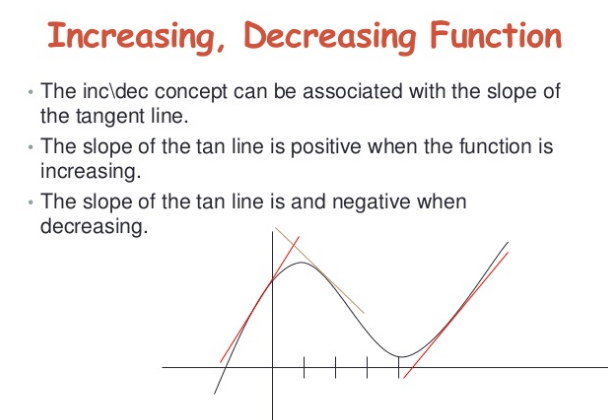 Increasing, Decreasing Function
• The inc\dec concept can be associated with the slope of
the tangent line.
• The slope of the tan line is positive when the function is
increasing.
• The slope of the tan line is and negative when
decreasing.